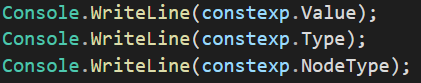 Console.WriteLine(constexp.Value);
Console.WriteLine(constexp.Type);
Console.WriteLine(constexp.NodeType);